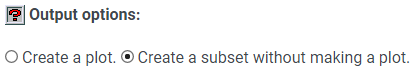 Output options:
Create a plot. Create a subset without making a plot.